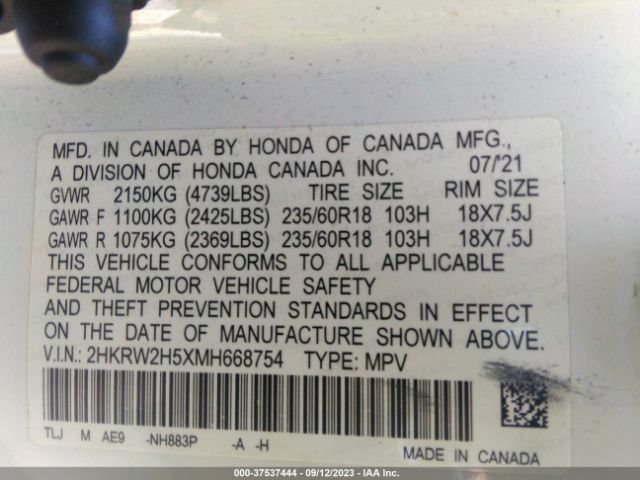 MFD. IN CANADA BY HONDA OF CANADA MFG.,
A DIVISION OF HONDA CANADA INC. 07/'21
GVWR 2150KG (4739LBS) TIRE SIZE RIM SIZE
GAWR F 1100KG (2425LBS) 235/60R18 103H 18X7.5J
GAWR R 1075KG (2369LBS) 235/60R18 103H 18X7.5J
THIS VEHICLE CONFORMS TO ALL APPLICABLE
FEDERAL MOTOR VEHICLE SAFETY
AND THEFT PREVENTION STANDARDS IN EFFECT
ON THE DATE OF MANUFACTURE SHOWN ABOVE.
V.I.N.: 2HKRW2H5XMH668754 TYPE: MPV
TLJ M AE9 -NH883P -A -H
MADE IN CANADA
000-37537444 - 09/12/2023 - IAA Inc.